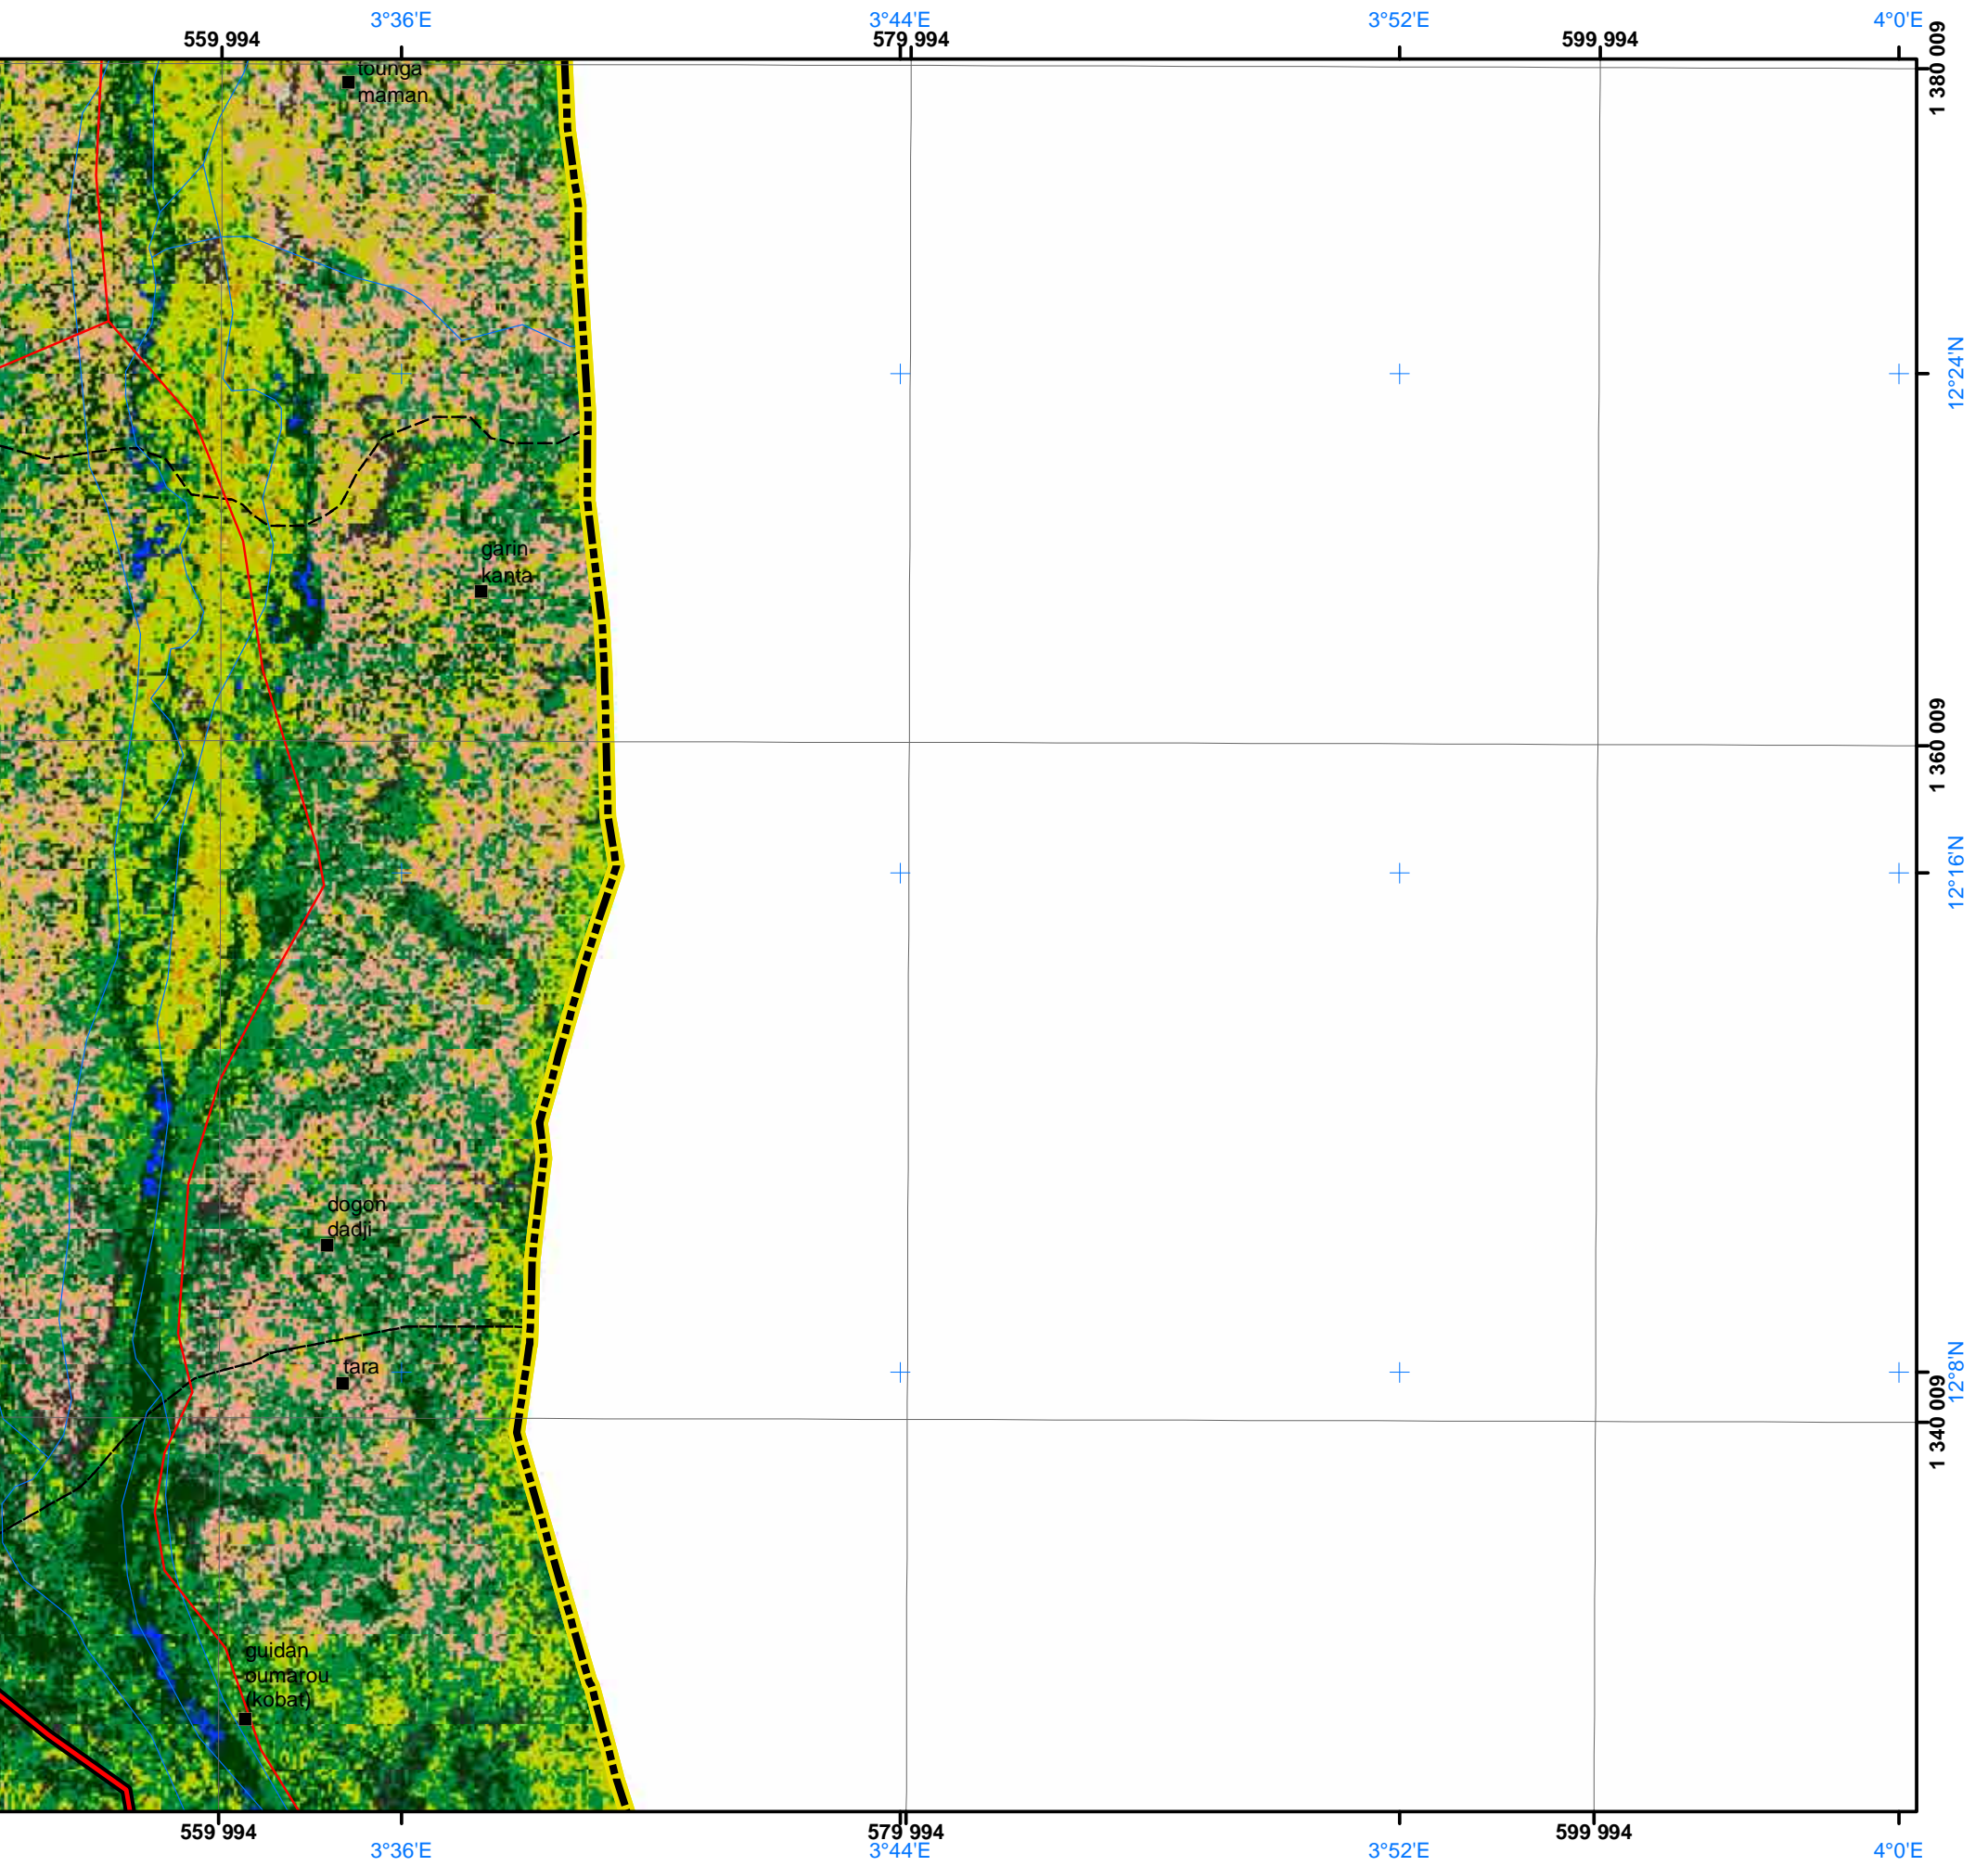 3°36'E 3°44'E 3°52'E 4°0'E
559 994 579 994 599 994
1 380 009
tounga
maman
12°24'N
garin
kanta
1 360 009
12°16'N
dogon
dadji
tara
12°8'N
1 340 009
guidan
oumarou
(kobat)
559 994 579 994 599 994
3°36'E 3°44'E 3°52'E 4°0'E